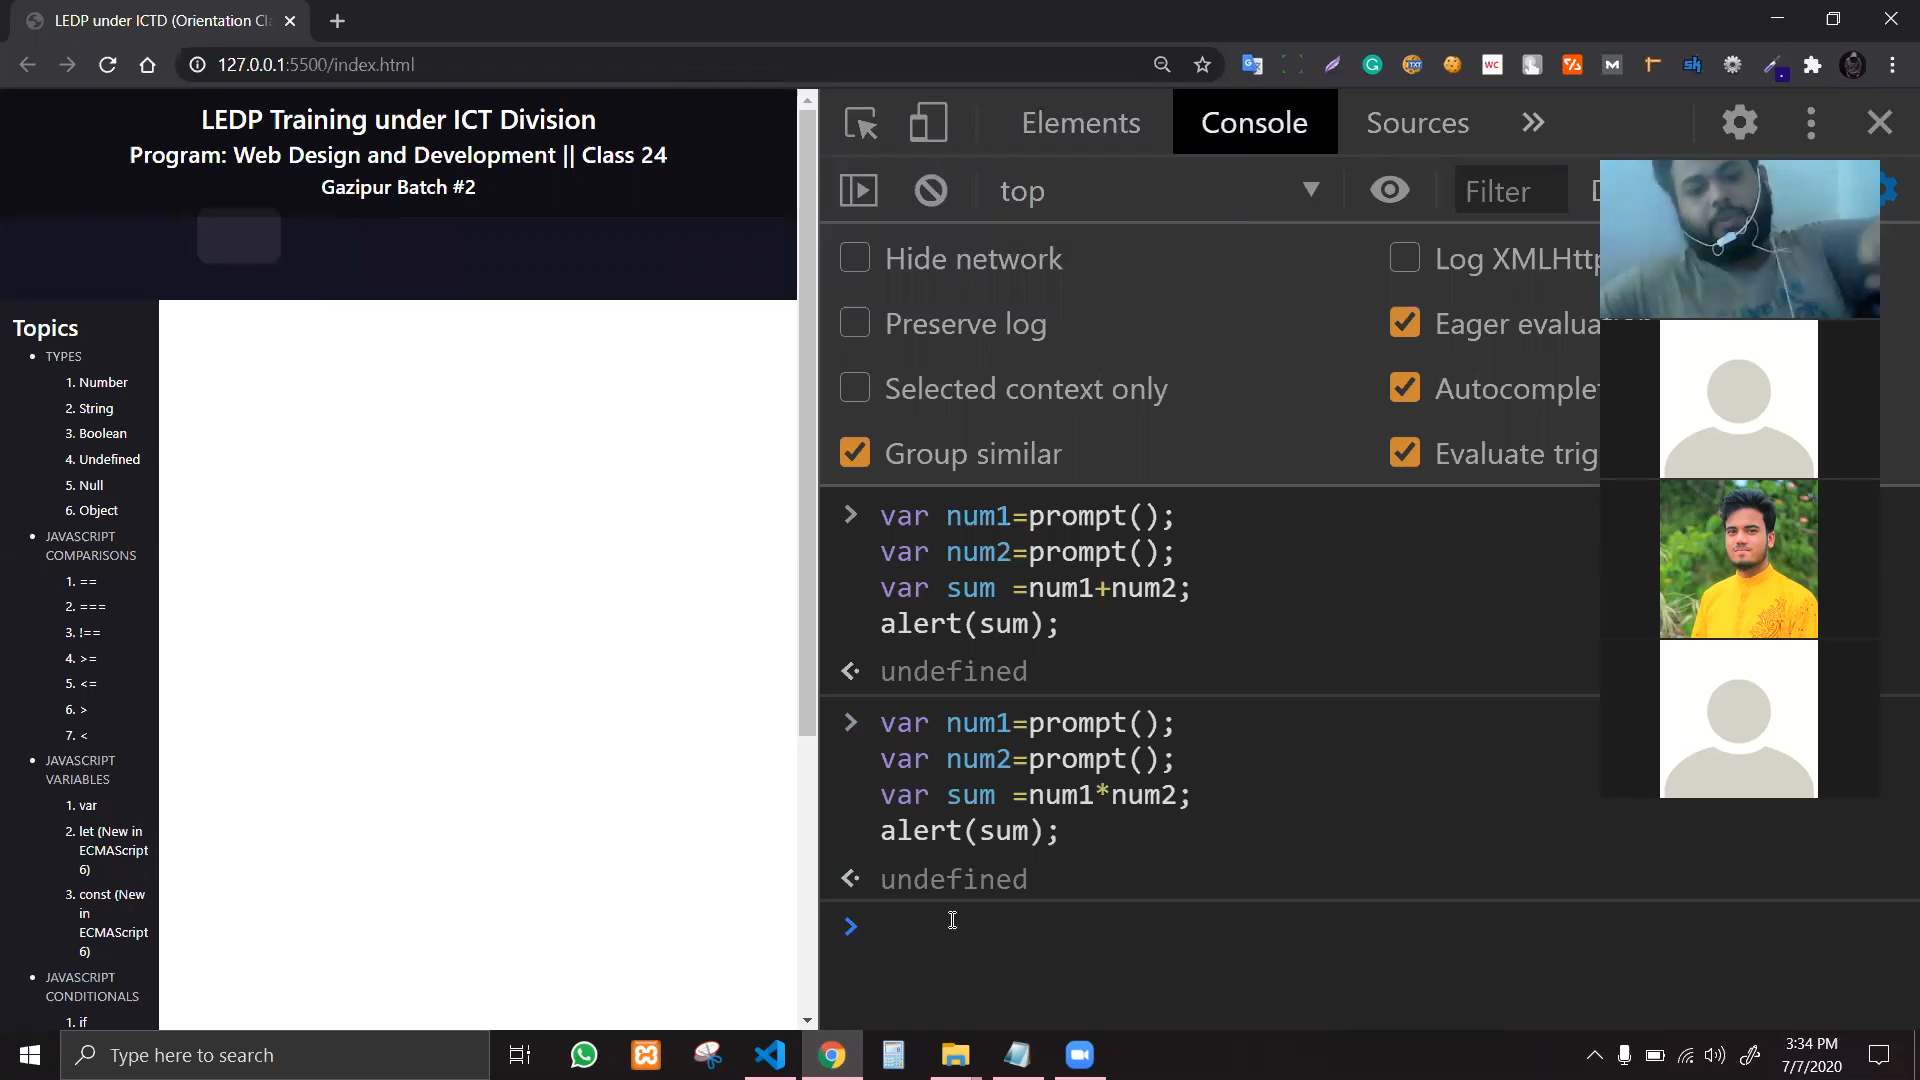 LEDP under ICTD (Orientation Cl
127.0.0.1:5500/index.html
LEDP Training under ICT Division
Program: Web Design and Development || Class 24
Gazipur Batch #2
Topics
TYPES
1. Number
2. String
3. Boolean
4. Undefined
5. Null
6. Object
JAVASCRIPT
COMPARISONS
1. ==
2. ===
3. !==
4. >=
5. <=
6. >
7. <
JAVASCRIPT
VARIABLES
1. var
2. let (New in
ECMAScript
6)
3. const (New
in
ECMAScript
6)
JAVASCRIPT
CONDITIONALS
1. if
Elements Console Sources
top Filter
Hide network Log XMLHttp
Preserve log Eager evalua
Selected context only Autocomplet
Group similar Evaluate trig
> var num1=prompt();
var num2=prompt();
var sum =num1+num2;
alert(sum);
undefined
> var num1=prompt();
var num2=prompt();
var sum =num1*num2;
alert(sum);
undefined
>
Type here to search
3:34 PM
7/7/2020